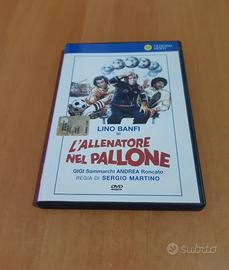 LINO BANFI
in
L'ALLENATORE
NEL PALLONE
GIGI Sammarchi ANDREA Roncato
REGIA DI SERGIO MARTINO
DVD
subito